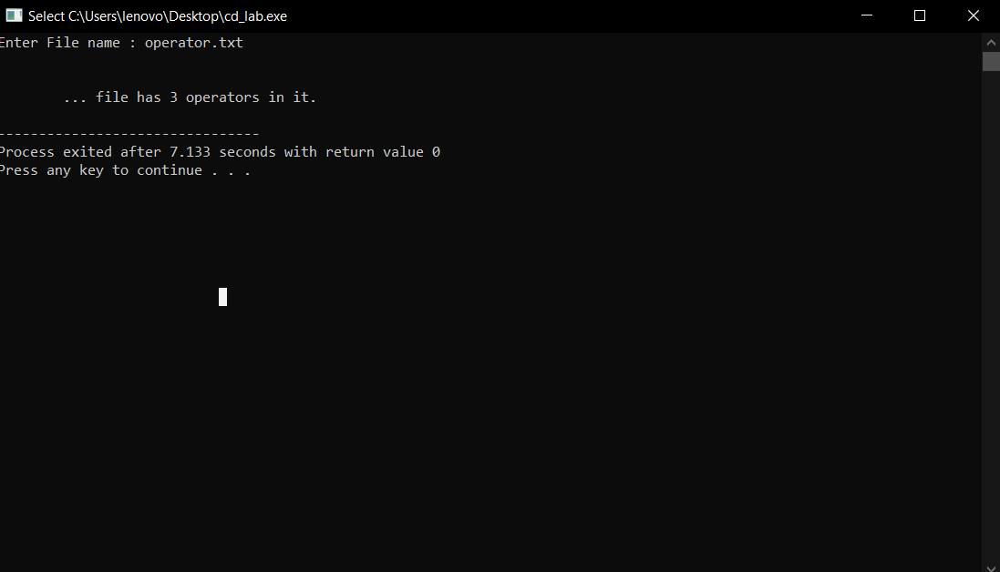 Select C:\Users\lenovo\Desktop\cd_lab.exe
Enter File name : operator.txt
... file has 3 operators in it.
--------------------------------
Process exited after 7.133 seconds with return value 0
Press any key to continue . . .